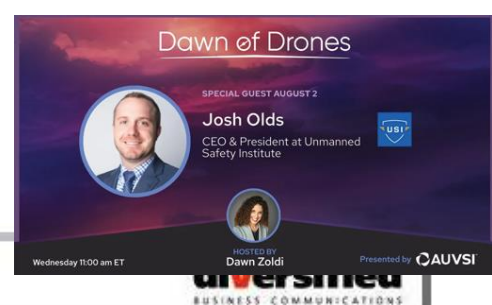 Dawn of Drones
SPECIAL GUEST AUGUST 2
Josh Olds
CEO & President at Unmanned
Safety Institute
USI
HOSTED BY
Dawn Zoldi
Wednesday 11:00 am ET
Presented by AUVSI
diversified
BUSINESS COMMUNICATIONS